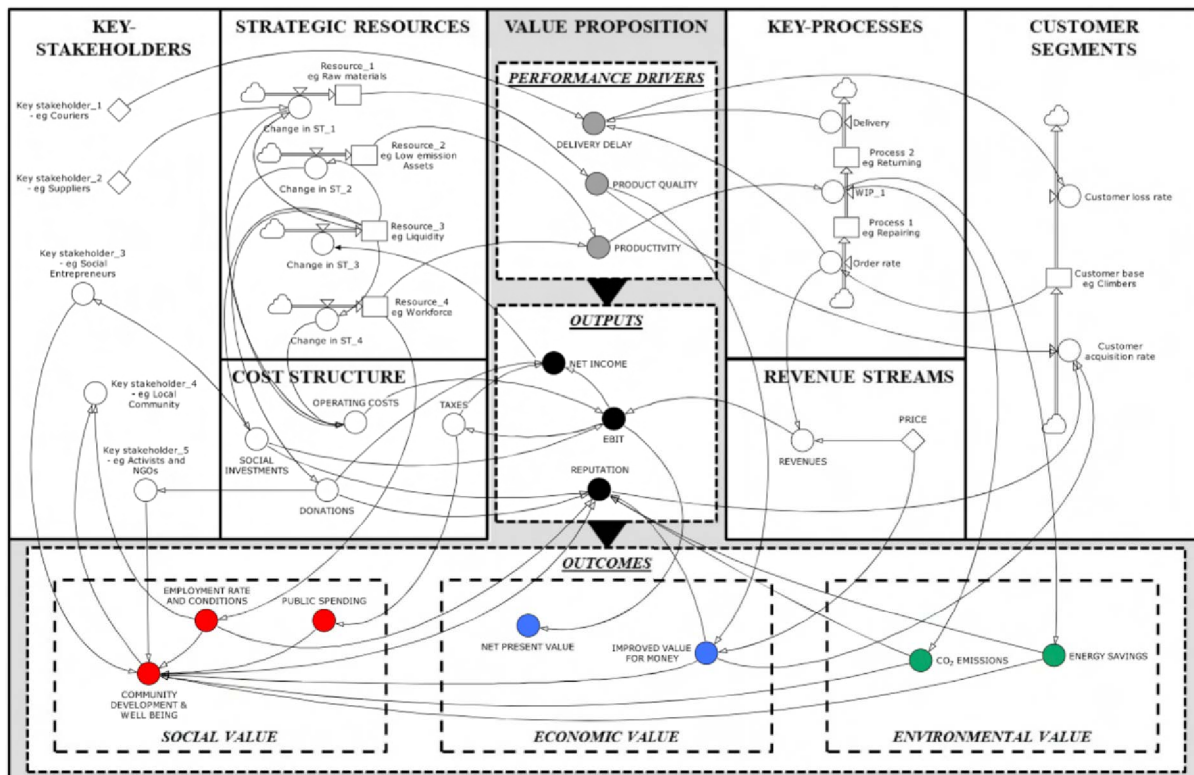 KEY-
STAKEHOLDERS
STRATEGIC RESOURCES
VALUE PROPOSITION
KEY-PROCESSES
CUSTOMER
SEGMENTS
Key stakeholder_1
- eg Couriers
Key stakeholder_2
- eg Suppliers
Key stakeholder_3
- eg Social
Entrepreneurs
Key stakeholder_4
- eg Local
Community
Key stakeholder_5
- eg Activists and
NGOs
Resource_1
eg Raw materials
Change in ST_1
Resource_2
eg Low emission
Assets
Change in ST_2
Resource_3
eg Liquidity
Change in ST_3
Resource_4
eg Workforce
Change in ST_4
COST STRUCTURE
OPERATING COSTS
TAXES
SOCIAL
INVESTMENTS
DONATIONS
PERFORMANCE DRIVERS
DELIVERY DELAY
PRODUCT QUALITY
PRODUCTIVITY
OUTPUTS
NET INCOME
EBIT
REPUTATION
Delivery
Process 2
eg Returning
WIP_1
Process 1
eg Repairing
Order rate
REVENUE STREAMS
PRICE
REVENUES
Customer loss rate
Customer base
eg Climbers
Customer
acquisition rate
OUTCOMES
EMPLOYMENT RATE
AND CONDITIONS
PUBLIC SPENDING
COMMUNITY
DEVELOPMENT &
WELL BEING
SOCIAL VALUE
NET PRESENT VALUE
IMPROVED VALUE
FOR MONEY
ECONOMIC VALUE
CO₂ EMISSIONS
ENERGY SAVINGS
ENVIRONMENTAL VALUE